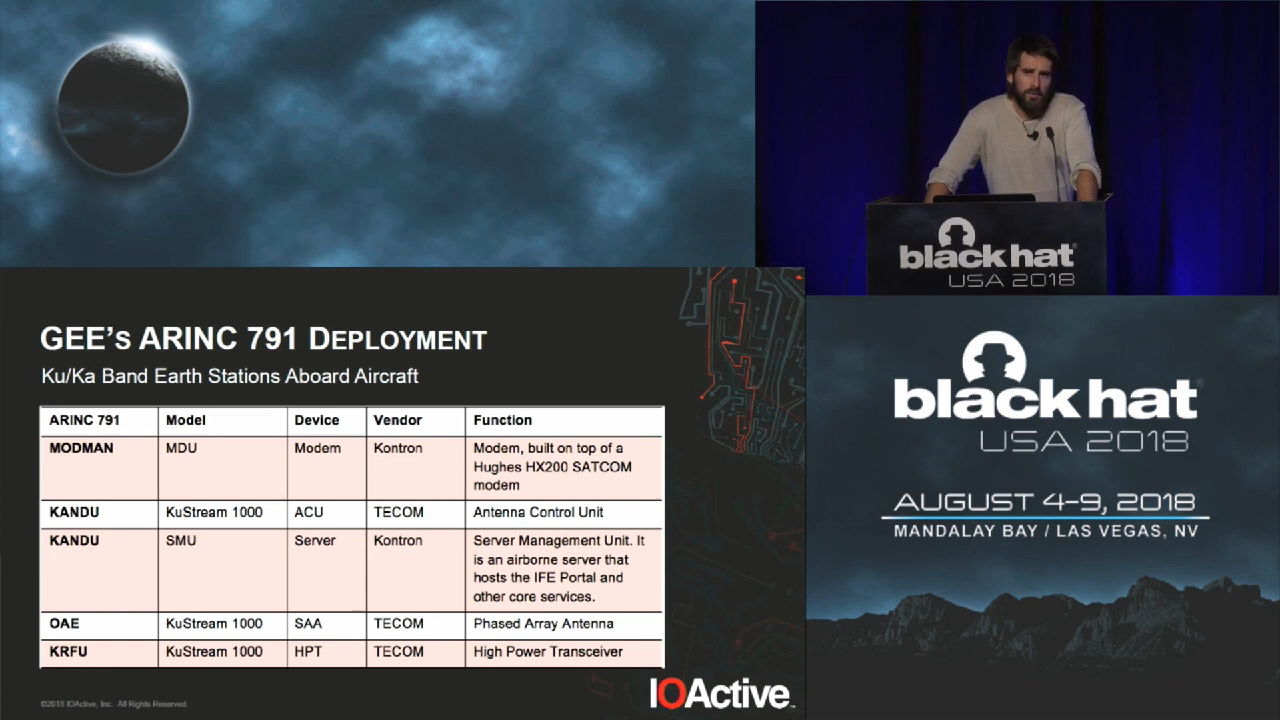 black hat
USA 2018
GEE'S ARINC 791 DEPLOYMENT
Ku/Ka Band Earth Stations Aboard Aircraft
ARINC 791 Model Device Vendor Function
MODMAN MDU Modem Kontron Modem, built on top of a
Hughes HX200 SATCOM
modem
KANDU KuStream 1000 ACU TECOM Antenna Control Unit
KANDU SMU Server Kontron Server Management Unit. It
is an airborne server that
hosts the IFE Portal and
other core services.
OAE KuStream 1000 SAA TECOM Phased Array Antenna
KRFU KuStream 1000 HPT TECOM High Power Transceiver
IOActive
©2018 IOActive, Inc. All Rights Reserved
black hat
USA 2018
AUGUST 4-9, 2018
MANDALAY BAY / LAS VEGAS, NV